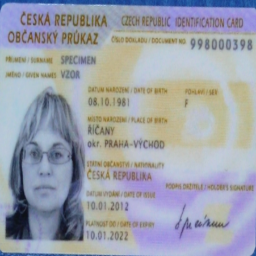 ČESKÁ REPUBLIKA CZECH REPUBLIC IDENTIFICATION CARD
OBČANSKÝ PRŮKAZ ČÍSLO DOKLADU / DOCUMENT NO. 998000398
PŘÍJMENÍ / SURNAME SPECIMEN
JMÉNO / GIVEN NAMES VZOR
DATUM NAROZENÍ / DATE OF BIRTH POHLAVÍ / SEX
08.10.1981 F
MÍSTO NAROZENÍ / PLACE OF BIRTH
ŘÍČANY
okr. PRAHA-VÝCHOD
STÁTNÍ OBČANSTVÍ / NATIONALITY
ČESKÁ REPUBLIKA
PODPIS DRŽITELE / HOLDER'S SIGNATURE
DATUM VYDÁNÍ / DATE OF ISSUE
10.01.2012
PLATNOST DO / DATE OF EXPIRY
10.01.2022
Specimen